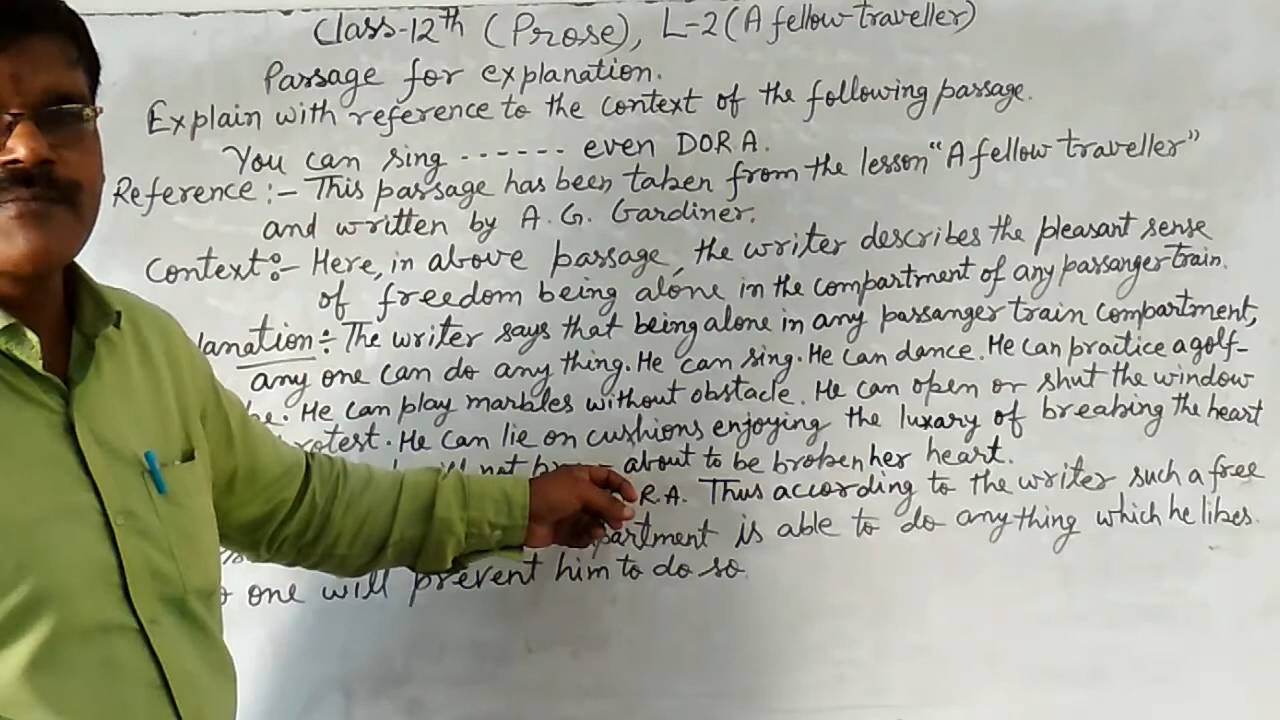 Class-12th (Prose), L-2 (A fellow traveller)
Passage for explanation.
Explain with reference to the context of the following passage.
You can sing ------ even DORA.
Reference :- This passage has been taken from the lesson "A fellow traveller"
and written by A. G. Gardiner.
Context :- Here, in above passage, the writer describes the pleasant sense
of freedom being alone in the compartment of any passanger train.
lanation :- The writer says that being alone in any passanger train compartment,
any one can do any thing. He can sing. He can dance. He can practice a golf-
He can play marbles without obstacle. He can open or shut the window
protest. He can lie on cushions enjoying the luxary of breaking the heart
will not about to be broken her heart.
R.A. Thus according to the writer such a free
partment is able to do anything which he likes.
one will prevent him to do so.